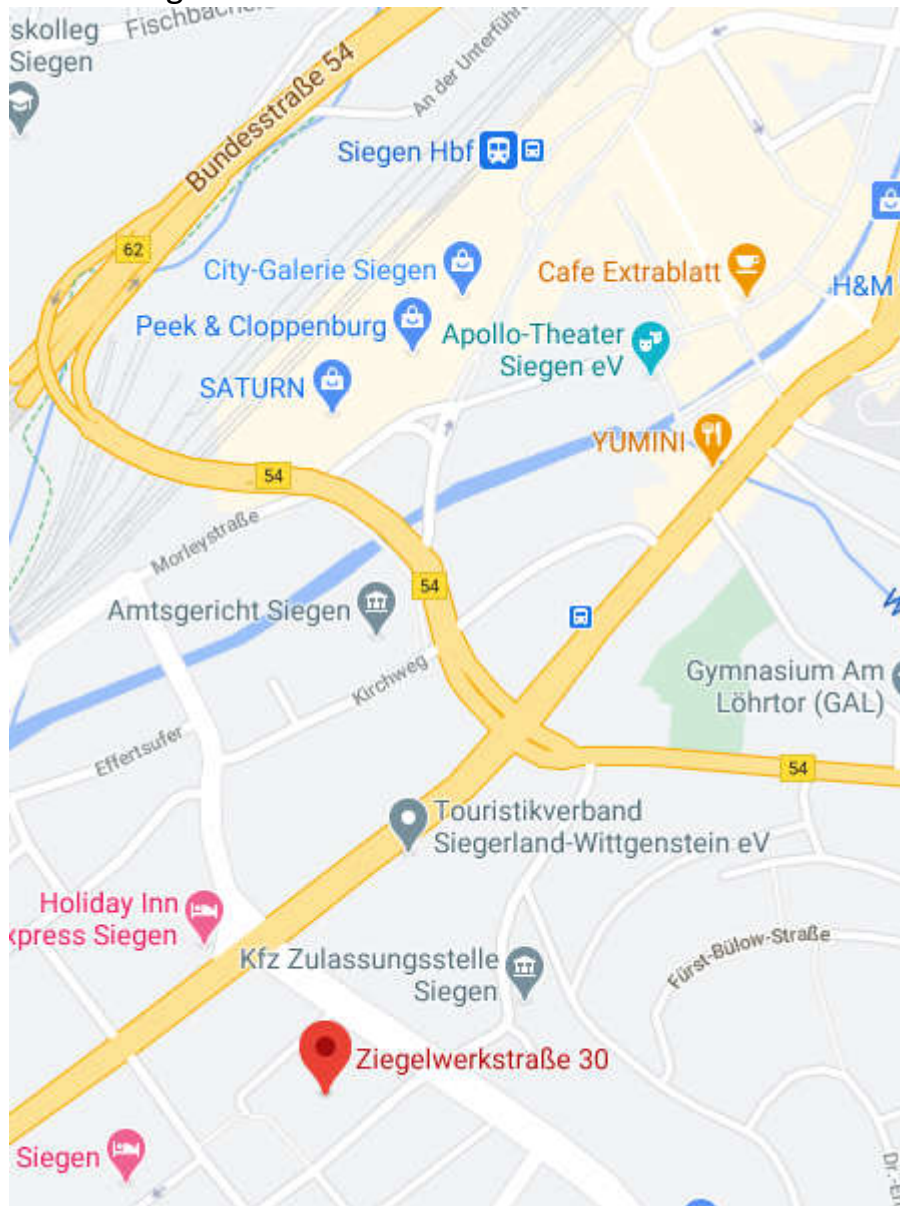 skolleg
Siegen
Bundesstraße 54
An der Unterführ
Siegen Hbf
62
City-Galerie Siegen
Cafe Extrablatt
H&M
Peek & Cloppenburg
Apollo-Theater
Siegen eV
SATURN
YUMINI
54
Morleystraße
54
Amtsgericht Siegen
Kirchweg
Gymnasium Am
Löhrtor (GAL)
Effertsufer
54
Touristikverband
Siegerland-Wittgenstein eV
Holiday Inn
xpress Siegen
Fürst-Bülow-Straße
Kfz Zulassungsstelle
Siegen
Ziegelwerkstraße 30
Siegen